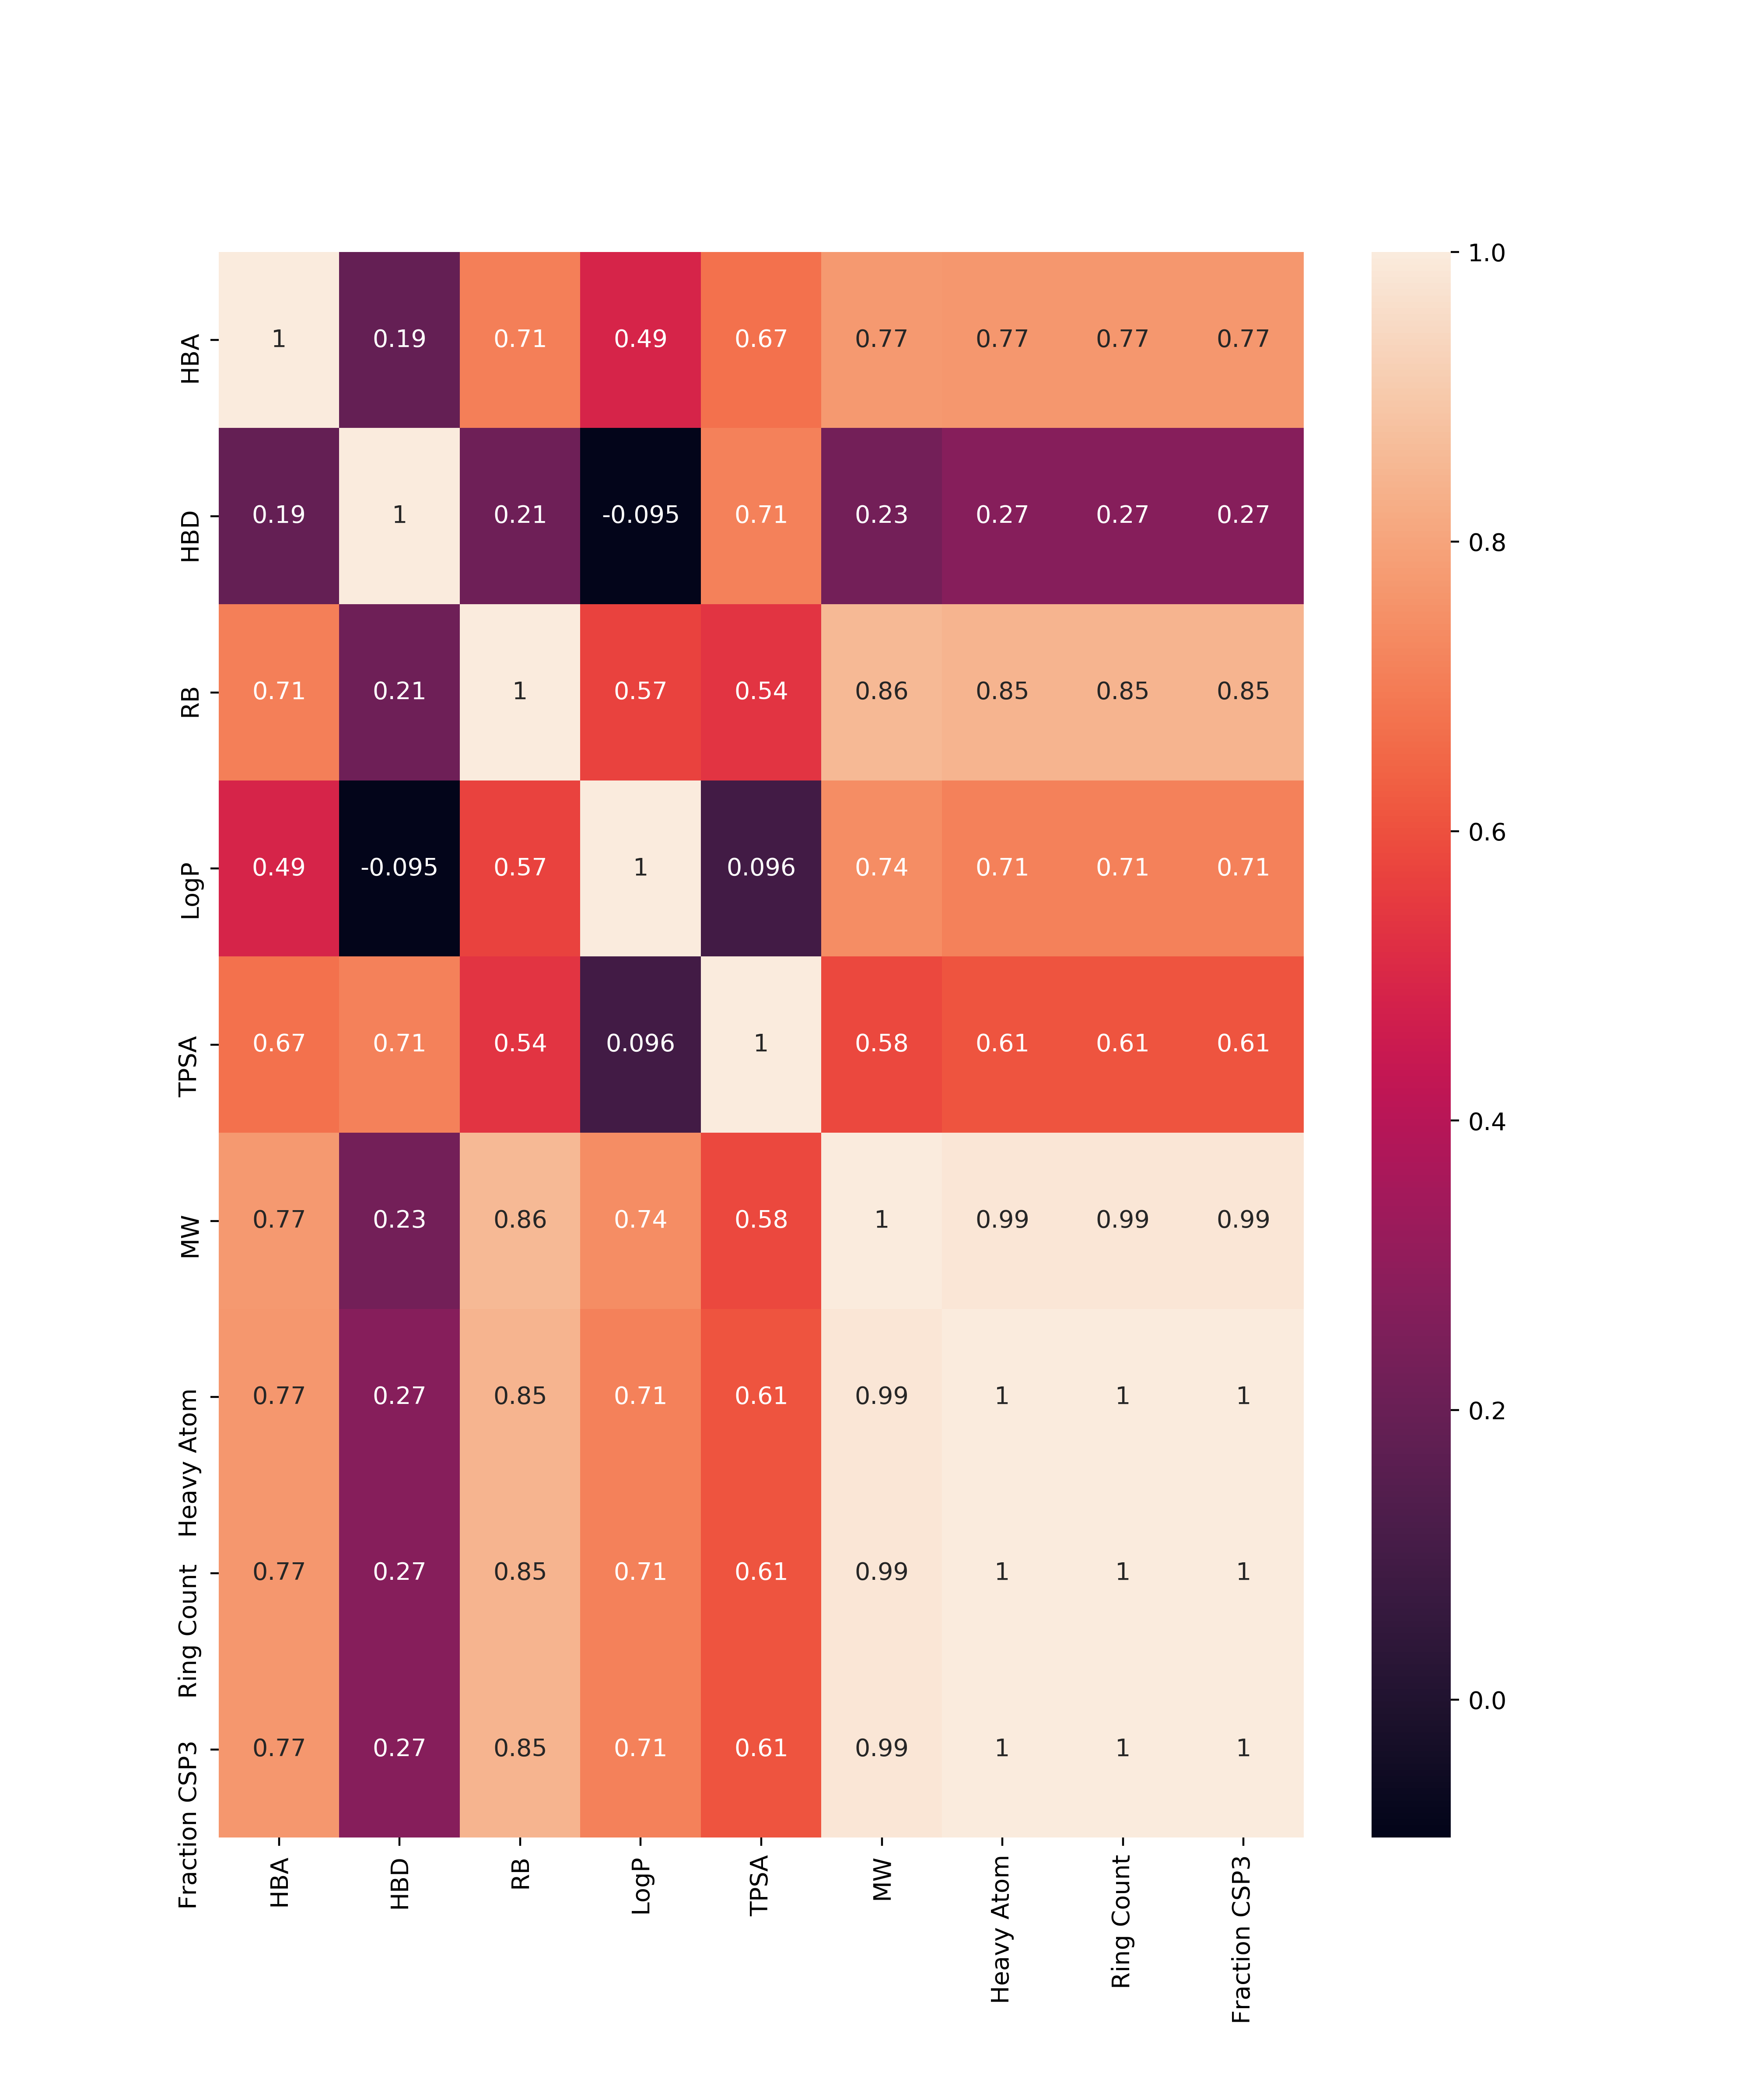 HBA 1 0.19 0.71 0.49 0.67 0.77 0.77 0.77 0.77
HBD 0.19 1 0.21 -0.095 0.71 0.23 0.27 0.27 0.27
RB 0.71 0.21 1 0.57 0.54 0.86 0.85 0.85 0.85
LogP 0.49 -0.095 0.57 1 0.096 0.74 0.71 0.71 0.71
TPSA 0.67 0.71 0.54 0.096 1 0.58 0.61 0.61 0.61
MW 0.77 0.23 0.86 0.74 0.58 1 0.99 0.99 0.99
Heavy Atom 0.77 0.27 0.85 0.71 0.61 0.99 1 1 1
Ring Count 0.77 0.27 0.85 0.71 0.61 0.99 1 1 1
Fraction CSP3 0.77 0.27 0.85 0.71 0.61 0.99 1 1 1
HBA HBD RB LogP TPSA MW Heavy Atom Ring Count Fraction CSP3
1.0
0.8
0.6
0.4
0.2
0.0